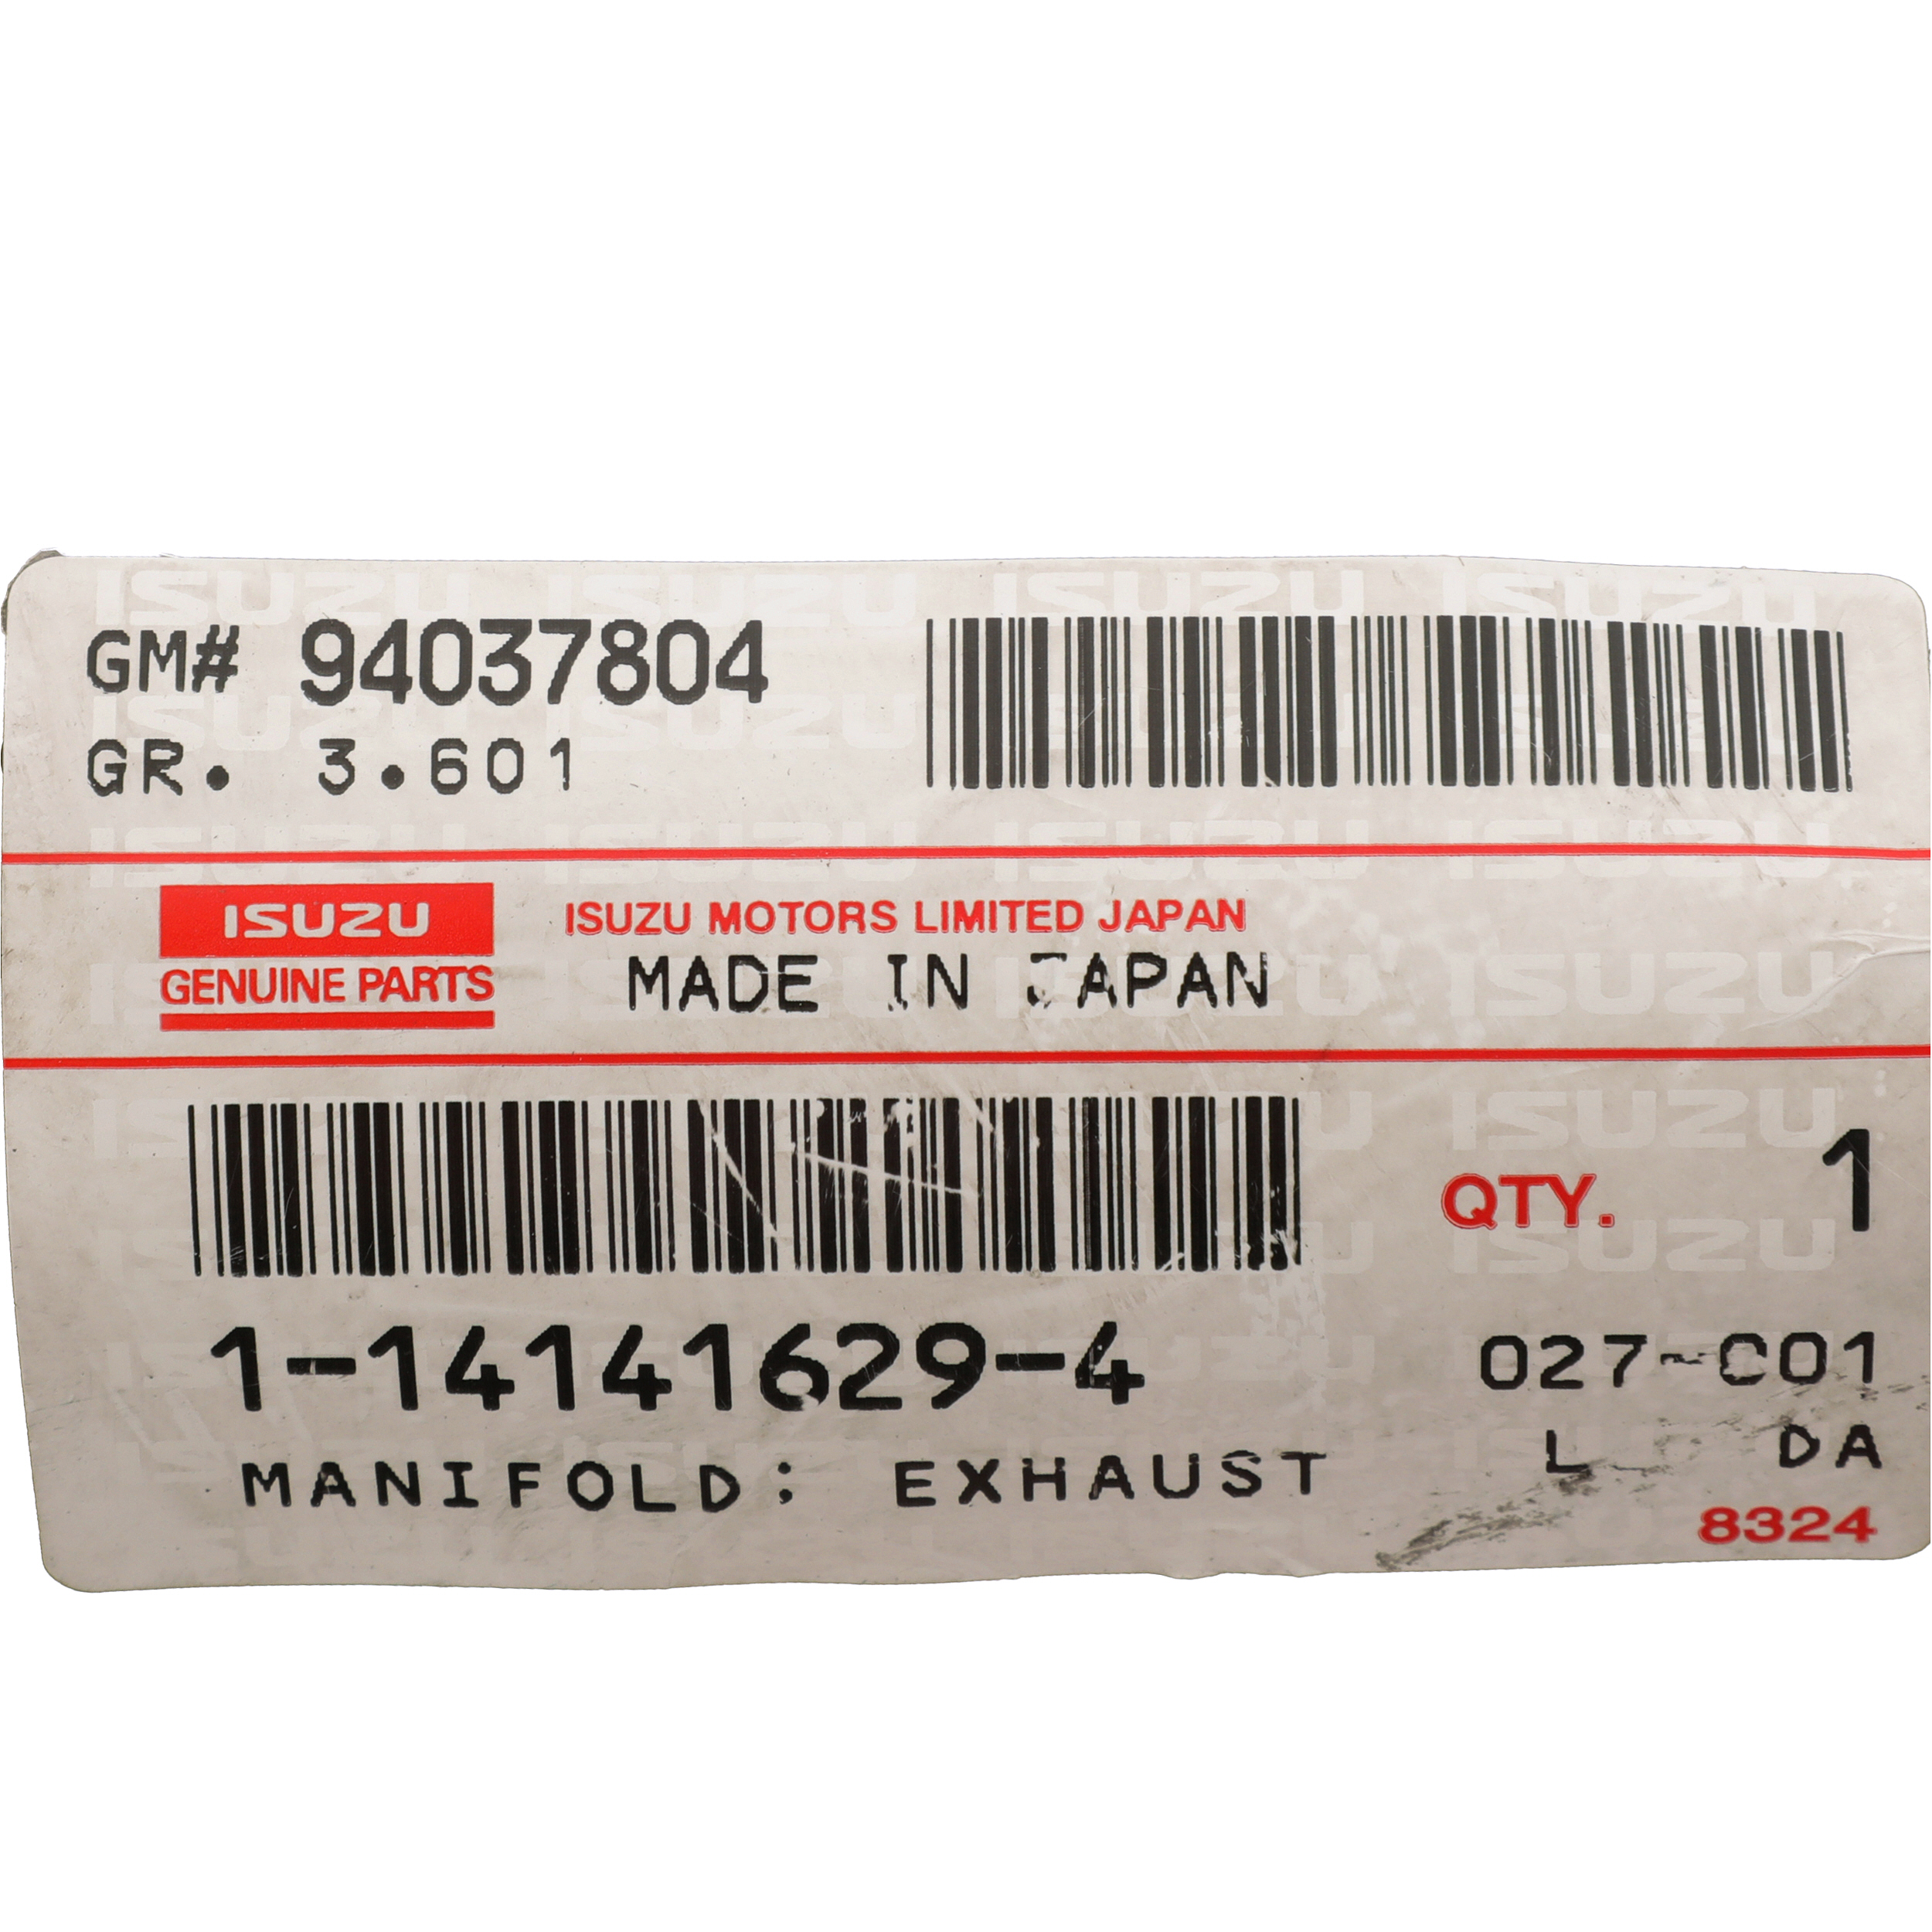 GM# 94037804
GR. 3.601
ISUZU
GENUINE PARTS
ISUZU MOTORS LIMITED JAPAN
MADE IN JAPAN
QTY. 1
1-14141629-4
027-C01
MANIFOLD; EXHAUST
L DA
8324